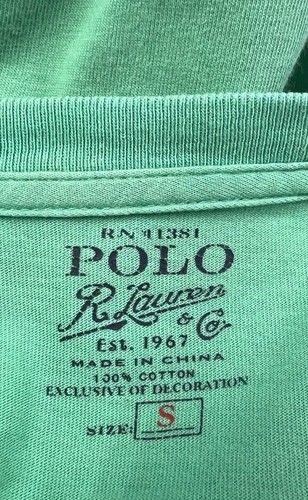 RN 41381
POLO
R. Lauren
& Co.
EST. 1967
MADE IN CHINA
100% COTTON
EXCLUSIVE OF DECORATION
SIZE: S